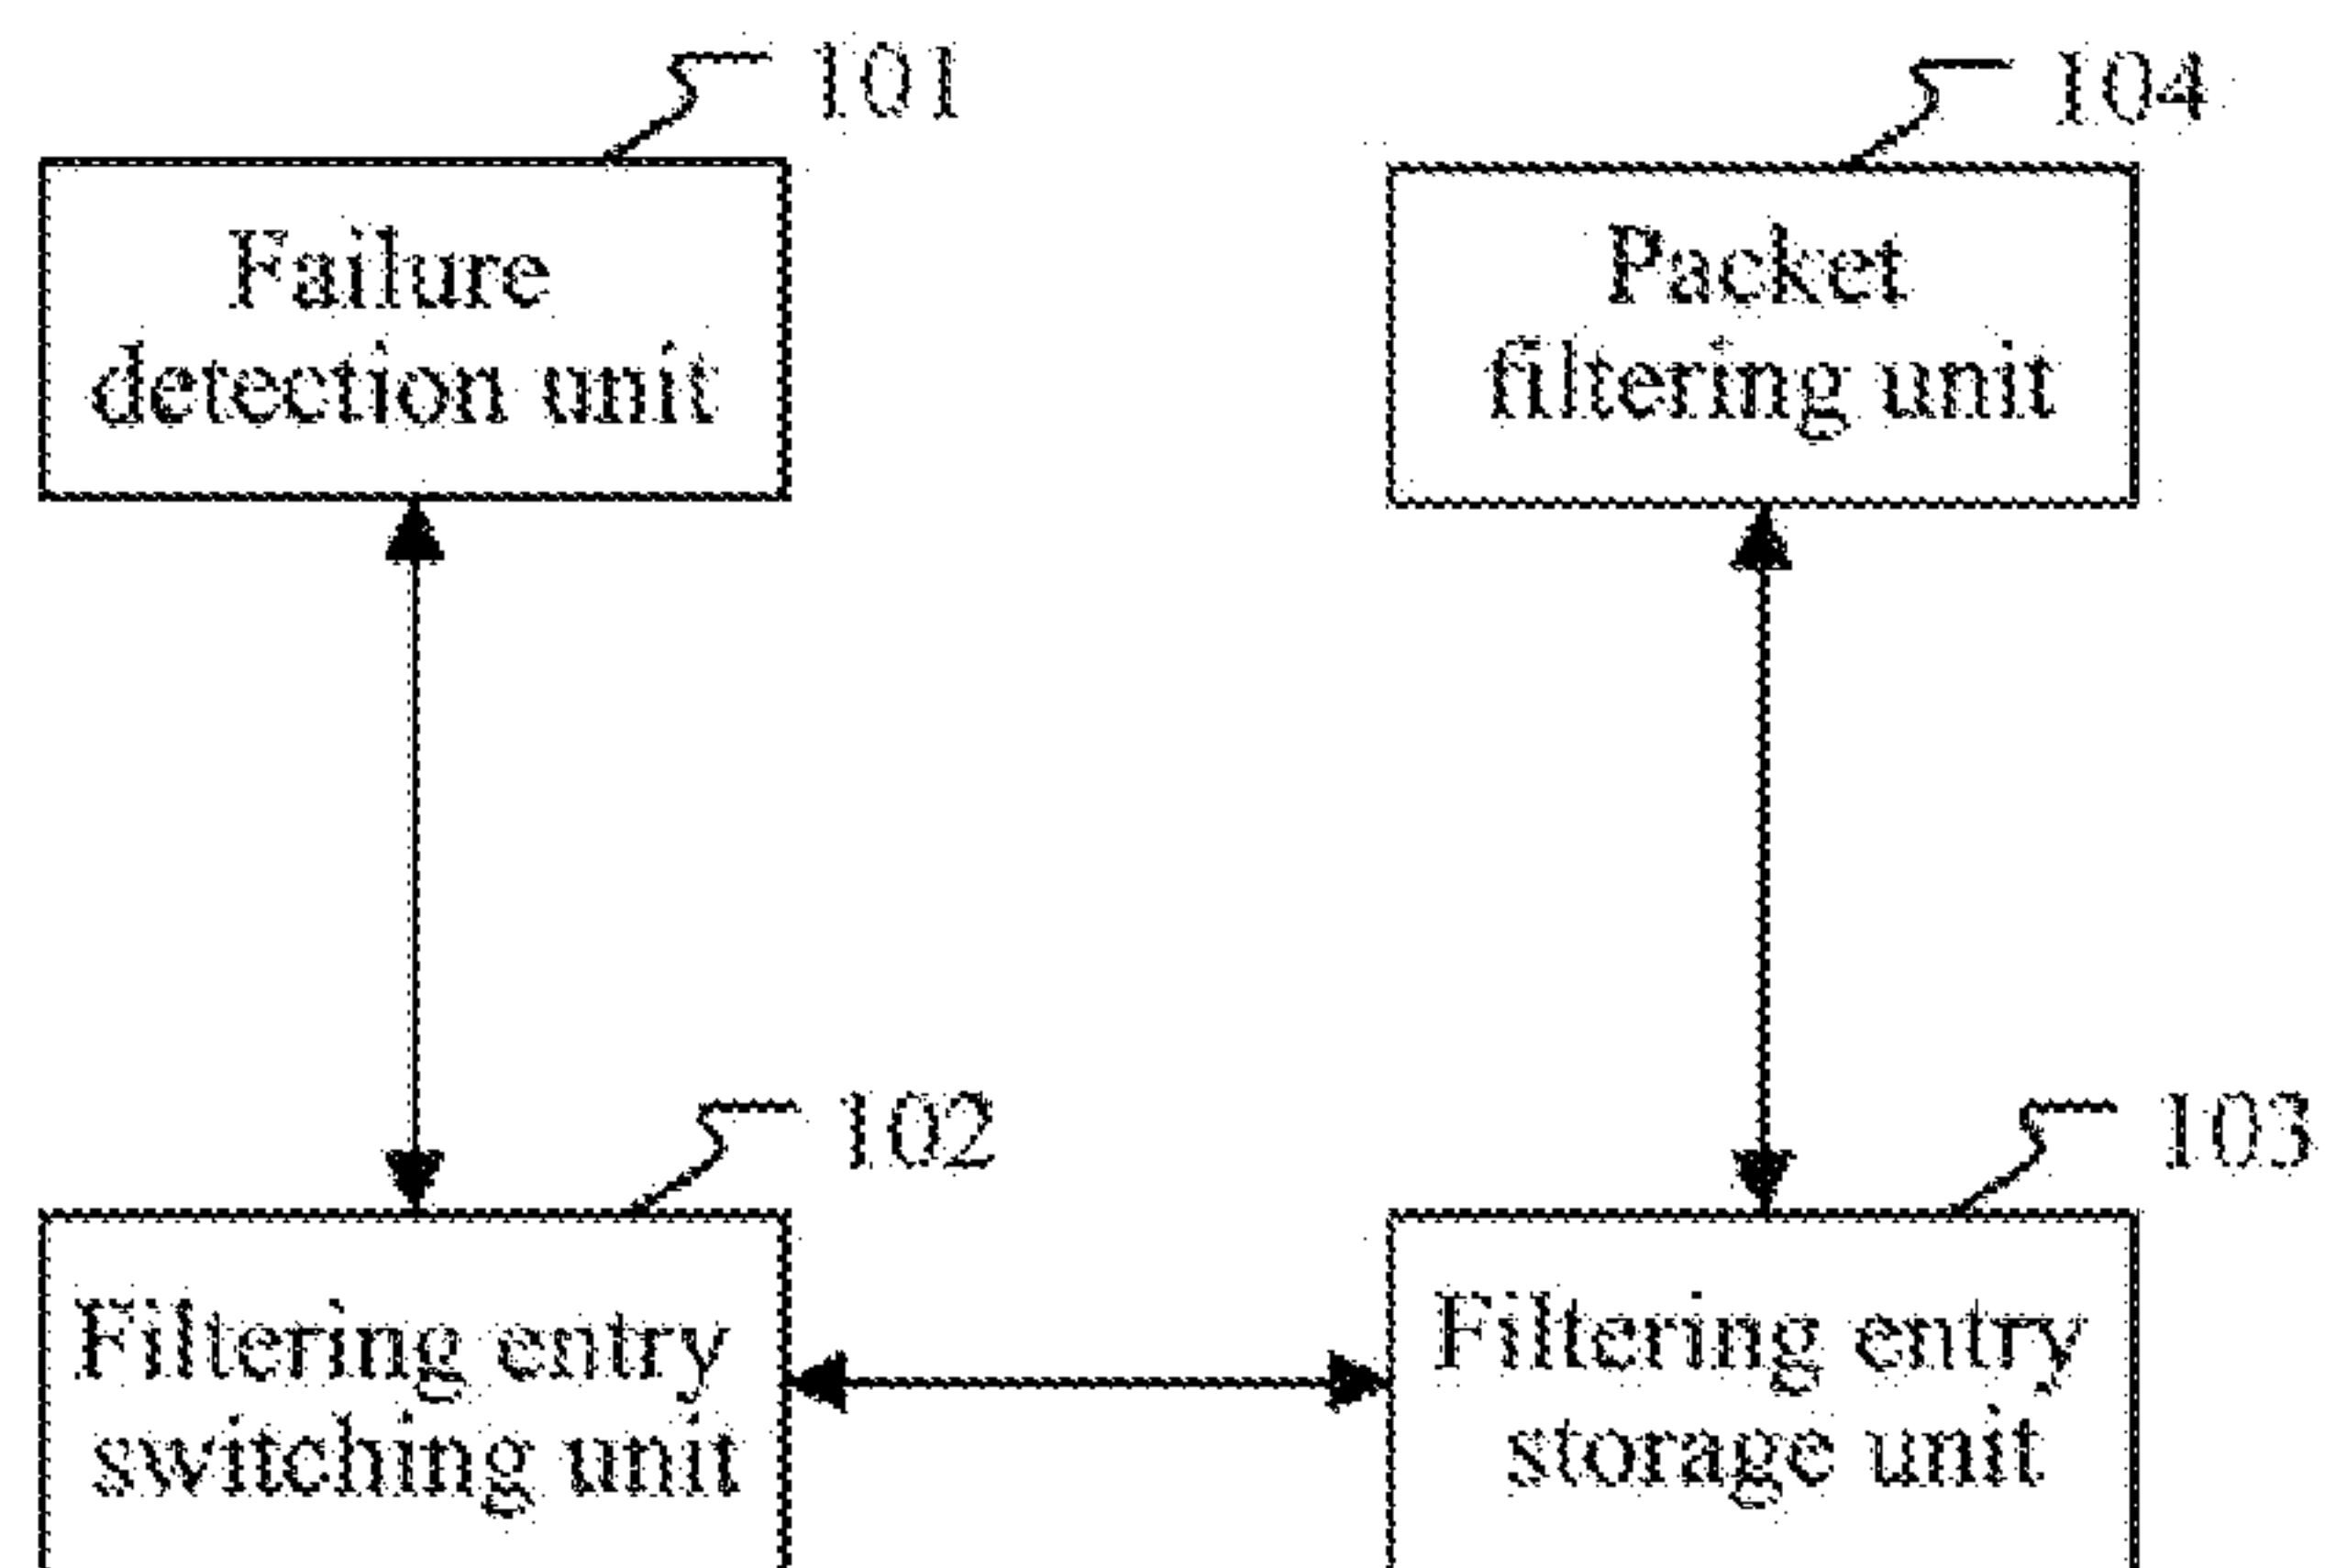 101
104
Failure
detection unit
Packet
filtering unit
102
103
Filtering entry
switching unit
Filtering entry
storage unit